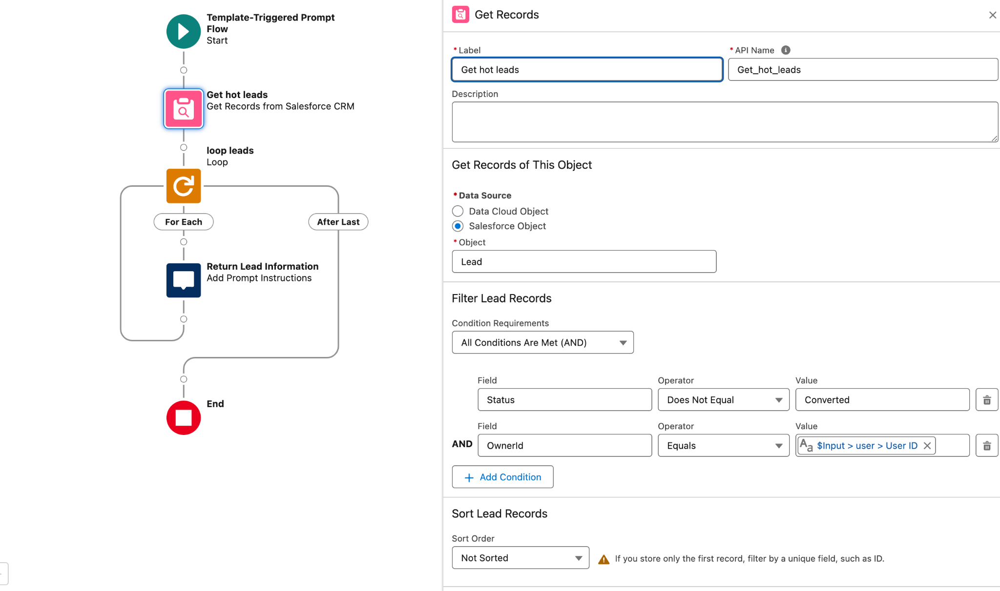 Template-Triggered Prompt
Flow
Start
Get hot leads
Get Records from Salesforce CRM
loop leads
Loop
For Each
After Last
Return Lead Information
Add Prompt Instructions
End
Get Records
* Label
* API Name
Get hot leads
Get_hot_leads
Description
Get Records of This Object
* Data Source
Data Cloud Object
Salesforce Object
* Object
Lead
Filter Lead Records
Condition Requirements
All Conditions Are Met (AND)
Field
Operator
Value
Status
Does Not Equal
Converted
Field
Operator
Value
AND
OwnerId
Equals
Aa $Input > user > User ID
+ Add Condition
Sort Lead Records
Sort Order
Not Sorted
If you store only the first record, filter by a unique field, such as ID.